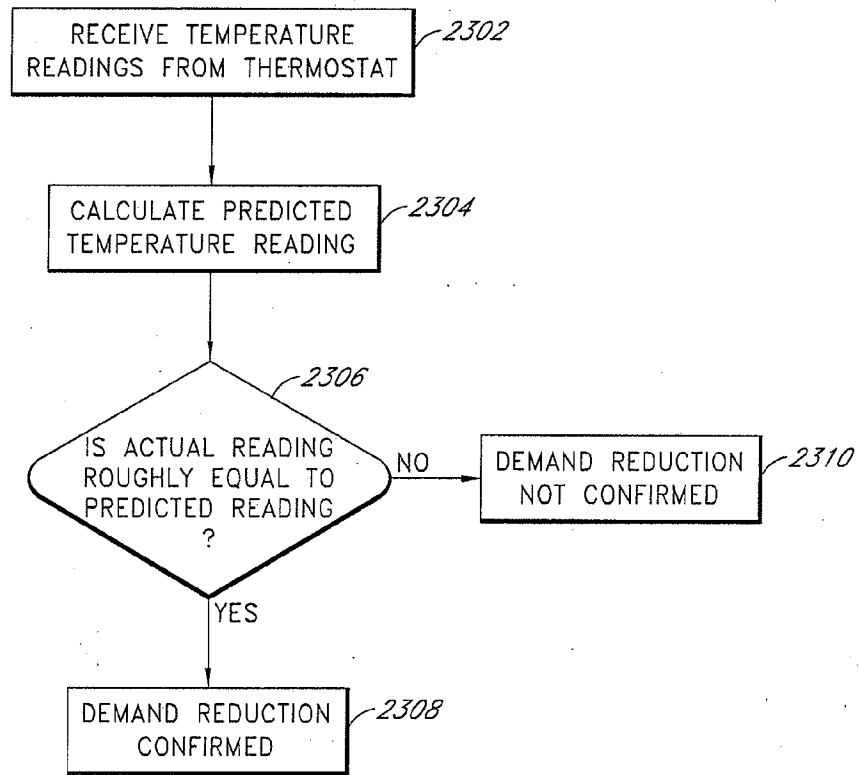 RECEIVE TEMPERATURE
READINGS FROM THERMOSTAT
2302
CALCULATE PREDICTED
TEMPERATURE READING
2304
2306
IS ACTUAL READING
ROUGHLY EQUAL TO
PREDICTED READING
?
NO
DEMAND REDUCTION
NOT CONFIRMED
2310
YES
DEMAND REDUCTION
CONFIRMED
2308